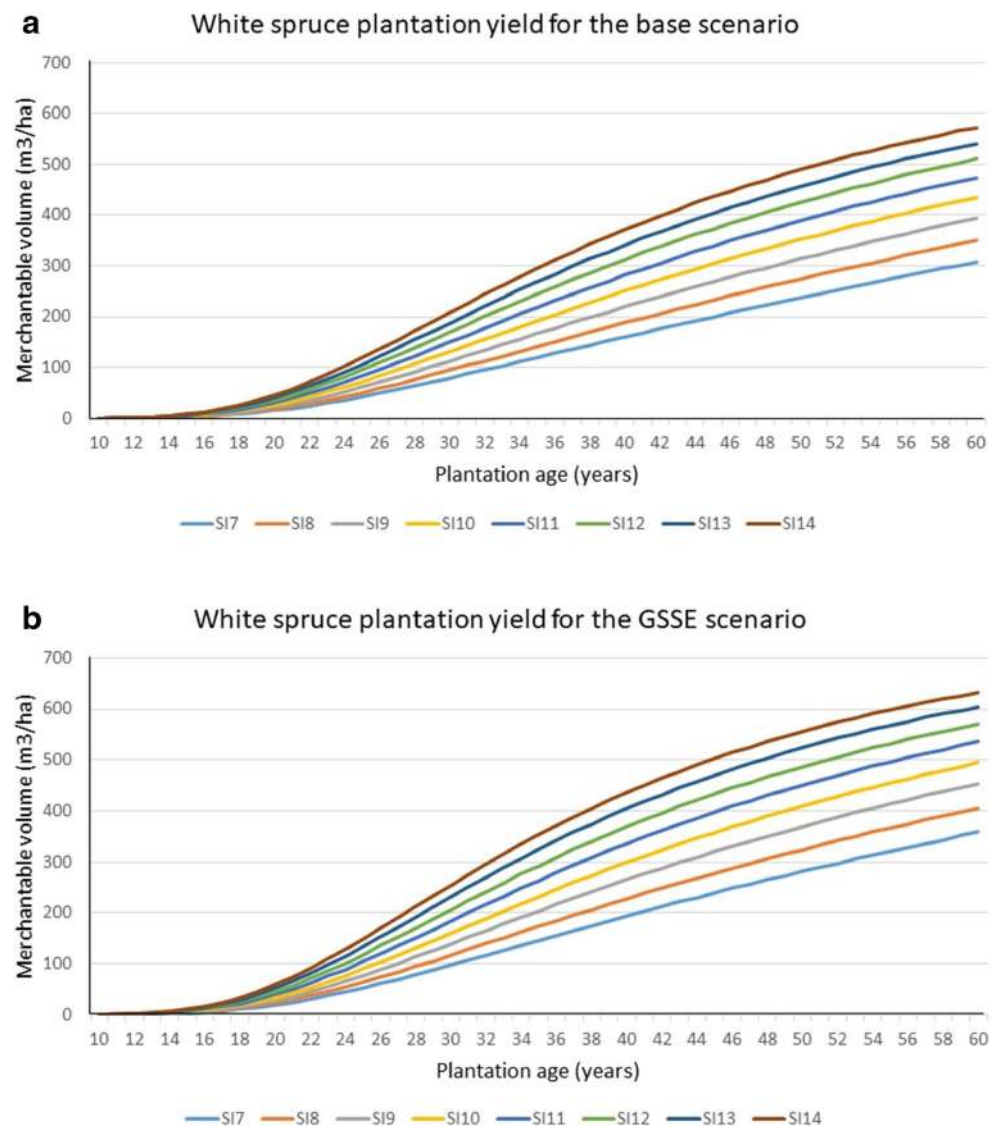 a
White spruce plantation yield for the base scenario
700
600
500
400
300
200
100
0
Merchantable volume (m3/ha)
10 12 14 16 18 20 22 24 26 28 30 32 34 36 38 40 42 44 46 48 50 52 54 56 58 60
Plantation age (years)
SI7 SI8 SI9 SI10 SI11 SI12 SI13 SI14
b
White spruce plantation yield for the GSSE scenario
700
600
500
400
300
200
100
0
Merchantable volume (m3/ha)
10 12 14 16 18 20 22 24 26 28 30 32 34 36 38 40 42 44 46 48 50 52 54 56 58 60
Plantation age (years)
SI7 SI8 SI9 SI10 SI11 SI12 SI13 SI14